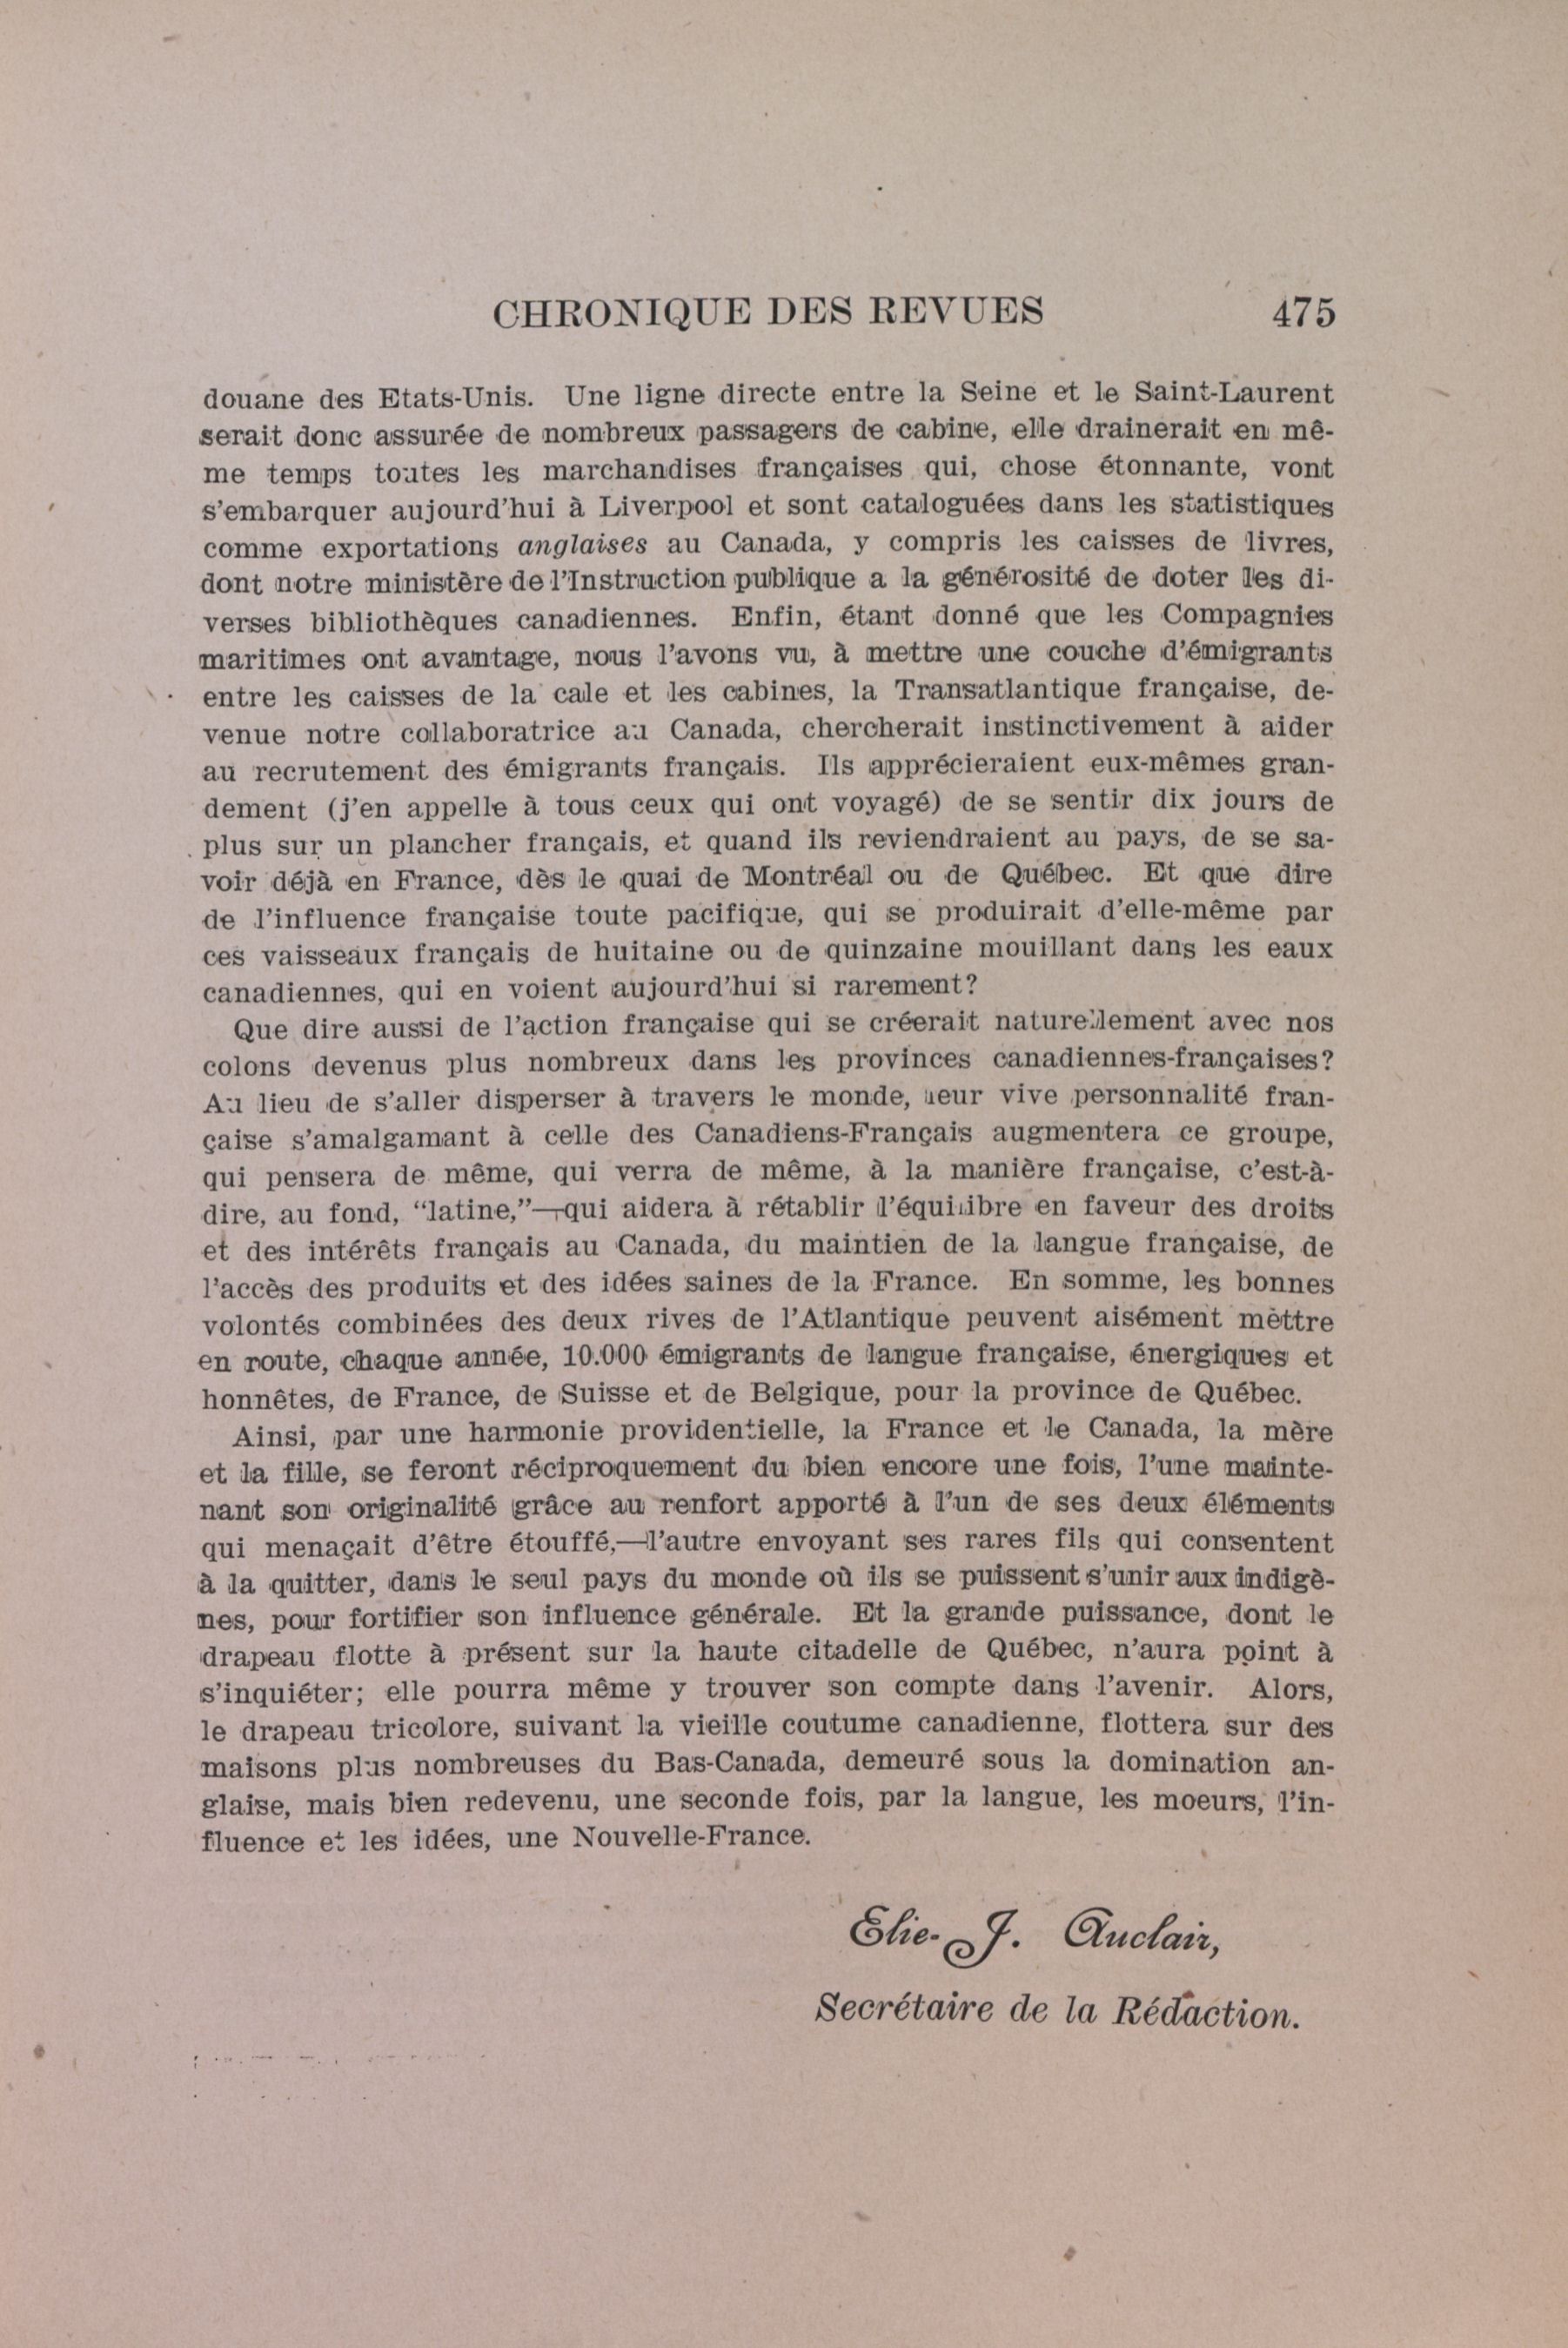 CHRONIQUE DES REVUES 475
douane des Etats-Unis. Une ligne directe entre la Seine et le Saint-Laurent
serait donc assurée de nombreux passagers de cabine, elle drainerait en mê-
me temps toutes les marchandises françaises qui, chose étonnante, vont
s'embarquer aujourd'hui à Liverpool et sont cataloguées dans les statistiques
comme exportations anglaises au Canada, y compris les caisses de livres,
dont notre ministère de l'Instruction publique a la générosité de doter les di-
verses bibliothèques canadiennes. Enfin, étant donné que les Compagnies
maritimes ont avantage, nous l'avons vu, à mettre une couche d'émigrants
entre les caisses de la cale et les cabines, la Transatlantique française, de-
venue notre collaboratrice au Canada, chercherait instinctivement à aider
au recrutement des émigrants français. Ils apprécieraient eux-mêmes gran-
dement (j'en appelle à tous ceux qui ont voyagé) de se sentir dix jours de
plus sur un plancher français, et quand ils reviendraient au pays, de se sa-
voir déjà en France, dès le quai de Montréal ou de Québec. Et que dire
de l'influence française toute pacifique, qui se produirait d'elle-même par
ces vaisseaux français de huitaine ou de quinzaine mouillant dans les eaux
canadiennes, qui en voient aujourd'hui si rarement?
Que dire aussi de l'action française qui se créerait naturellement avec nos
colons devenus plus nombreux dans les provinces canadiennes-françaises?
Au lieu de s'aller disperser à travers le monde, leur vive personnalité fran-
çaise s'amalgamant à celle des Canadiens-Français augmentera ce groupe,
qui pensera de même, qui verra de même, à la manière française, c'est-à-
dire, au fond, “latine,”—qui aidera à rétablir l'équilibre en faveur des droits
et des intérêts français au Canada, du maintien de la langue française, de
l'accès des produits et des idées saines de la France. En somme, les bonnes
volontés combinées des deux rives de l'Atlantique peuvent aisément mettre
en route, chaque année, 10.000 émigrants de langue française, énergiques et
honnêtes, de France, de Suisse et de Belgique, pour la province de Québec.
Ainsi, par une harmonie providentielle, la France et le Canada, la mère
et la fille, se feront réciproquement du bien encore une fois, l'une mainte-
nant son originalité grâce au renfort apporté à l'un de ses deux éléments
qui menaçait d'être étouffé,—l'autre envoyant ses rares fils qui consentent
à la quitter, dans le seul pays du monde où ils se puissent s'unir aux indigè-
nes, pour fortifier son influence générale. Et la grande puissance, dont le
drapeau flotte à présent sur la haute citadelle de Québec, n'aura point à
s'inquiéter; elle pourra même y trouver son compte dans l'avenir. Alors,
le drapeau tricolore, suivant la vieille coutume canadienne, flottera sur des
maisons plus nombreuses du Bas-Canada, demeuré sous la domination an-
glaise, mais bien redevenu, une seconde fois, par la langue, les moeurs, l'in-
fluence et les idées, une Nouvelle-France.
Elie-J. Auclair,
Secrétaire de la Rédaction.